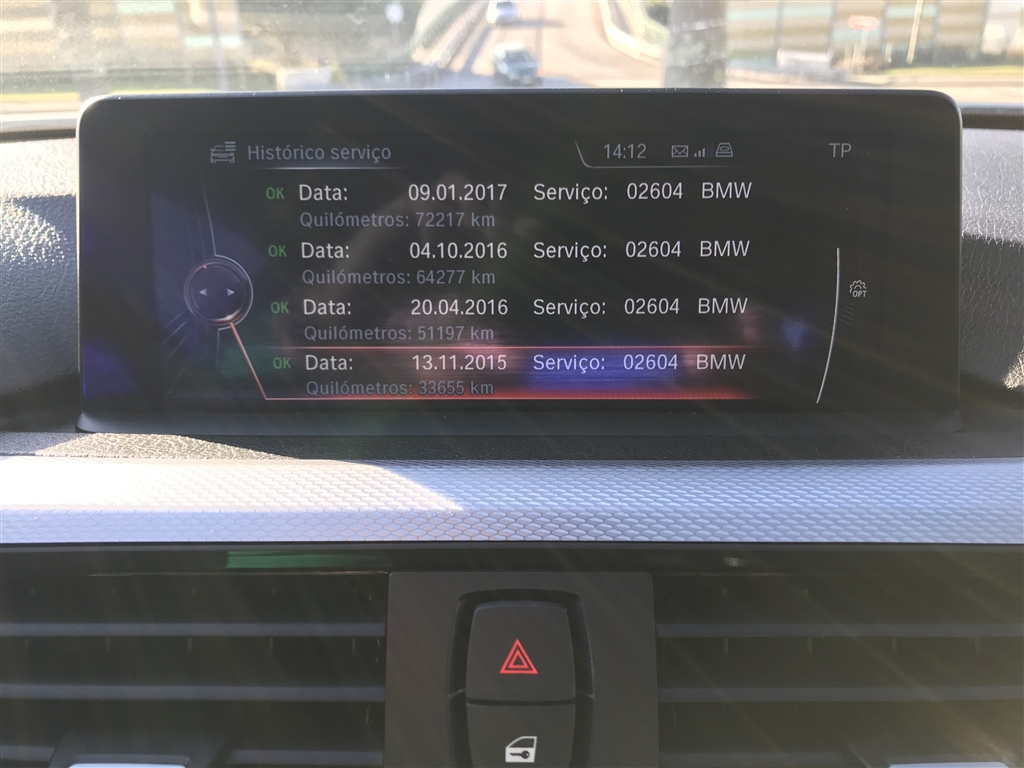 Histórico serviço 14:12 TP
OK Data: 09.01.2017 Serviço: 02604 BMW
Quilómetros: 72217 km
OK Data: 04.10.2016 Serviço: 02604 BMW
Quilómetros: 64277 km
OPT
OK Data: 20.04.2016 Serviço: 02604 BMW
Quilómetros: 51197 km
OK Data: 13.11.2015 Serviço: 02604 BMW
Quilómetros: 33655 km